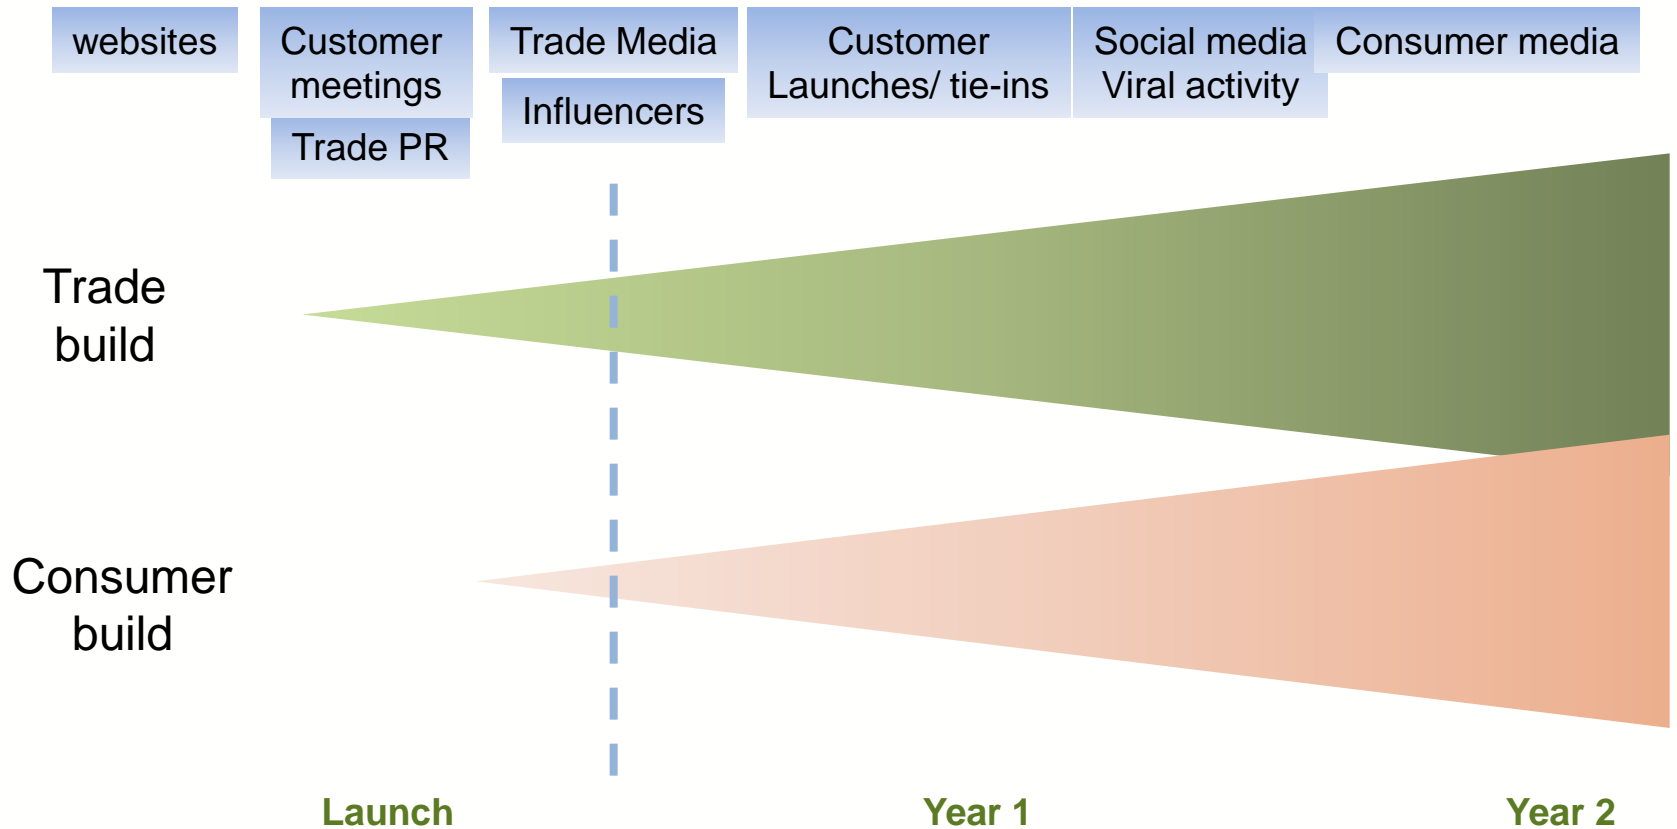 websites
Customer
meetings
Trade PR
Trade Media
Influencers
Customer
Launches/ tie-ins
Social media
Viral activity
Consumer media
Trade
build
Consumer
build
Launch
Year 1
Year 2